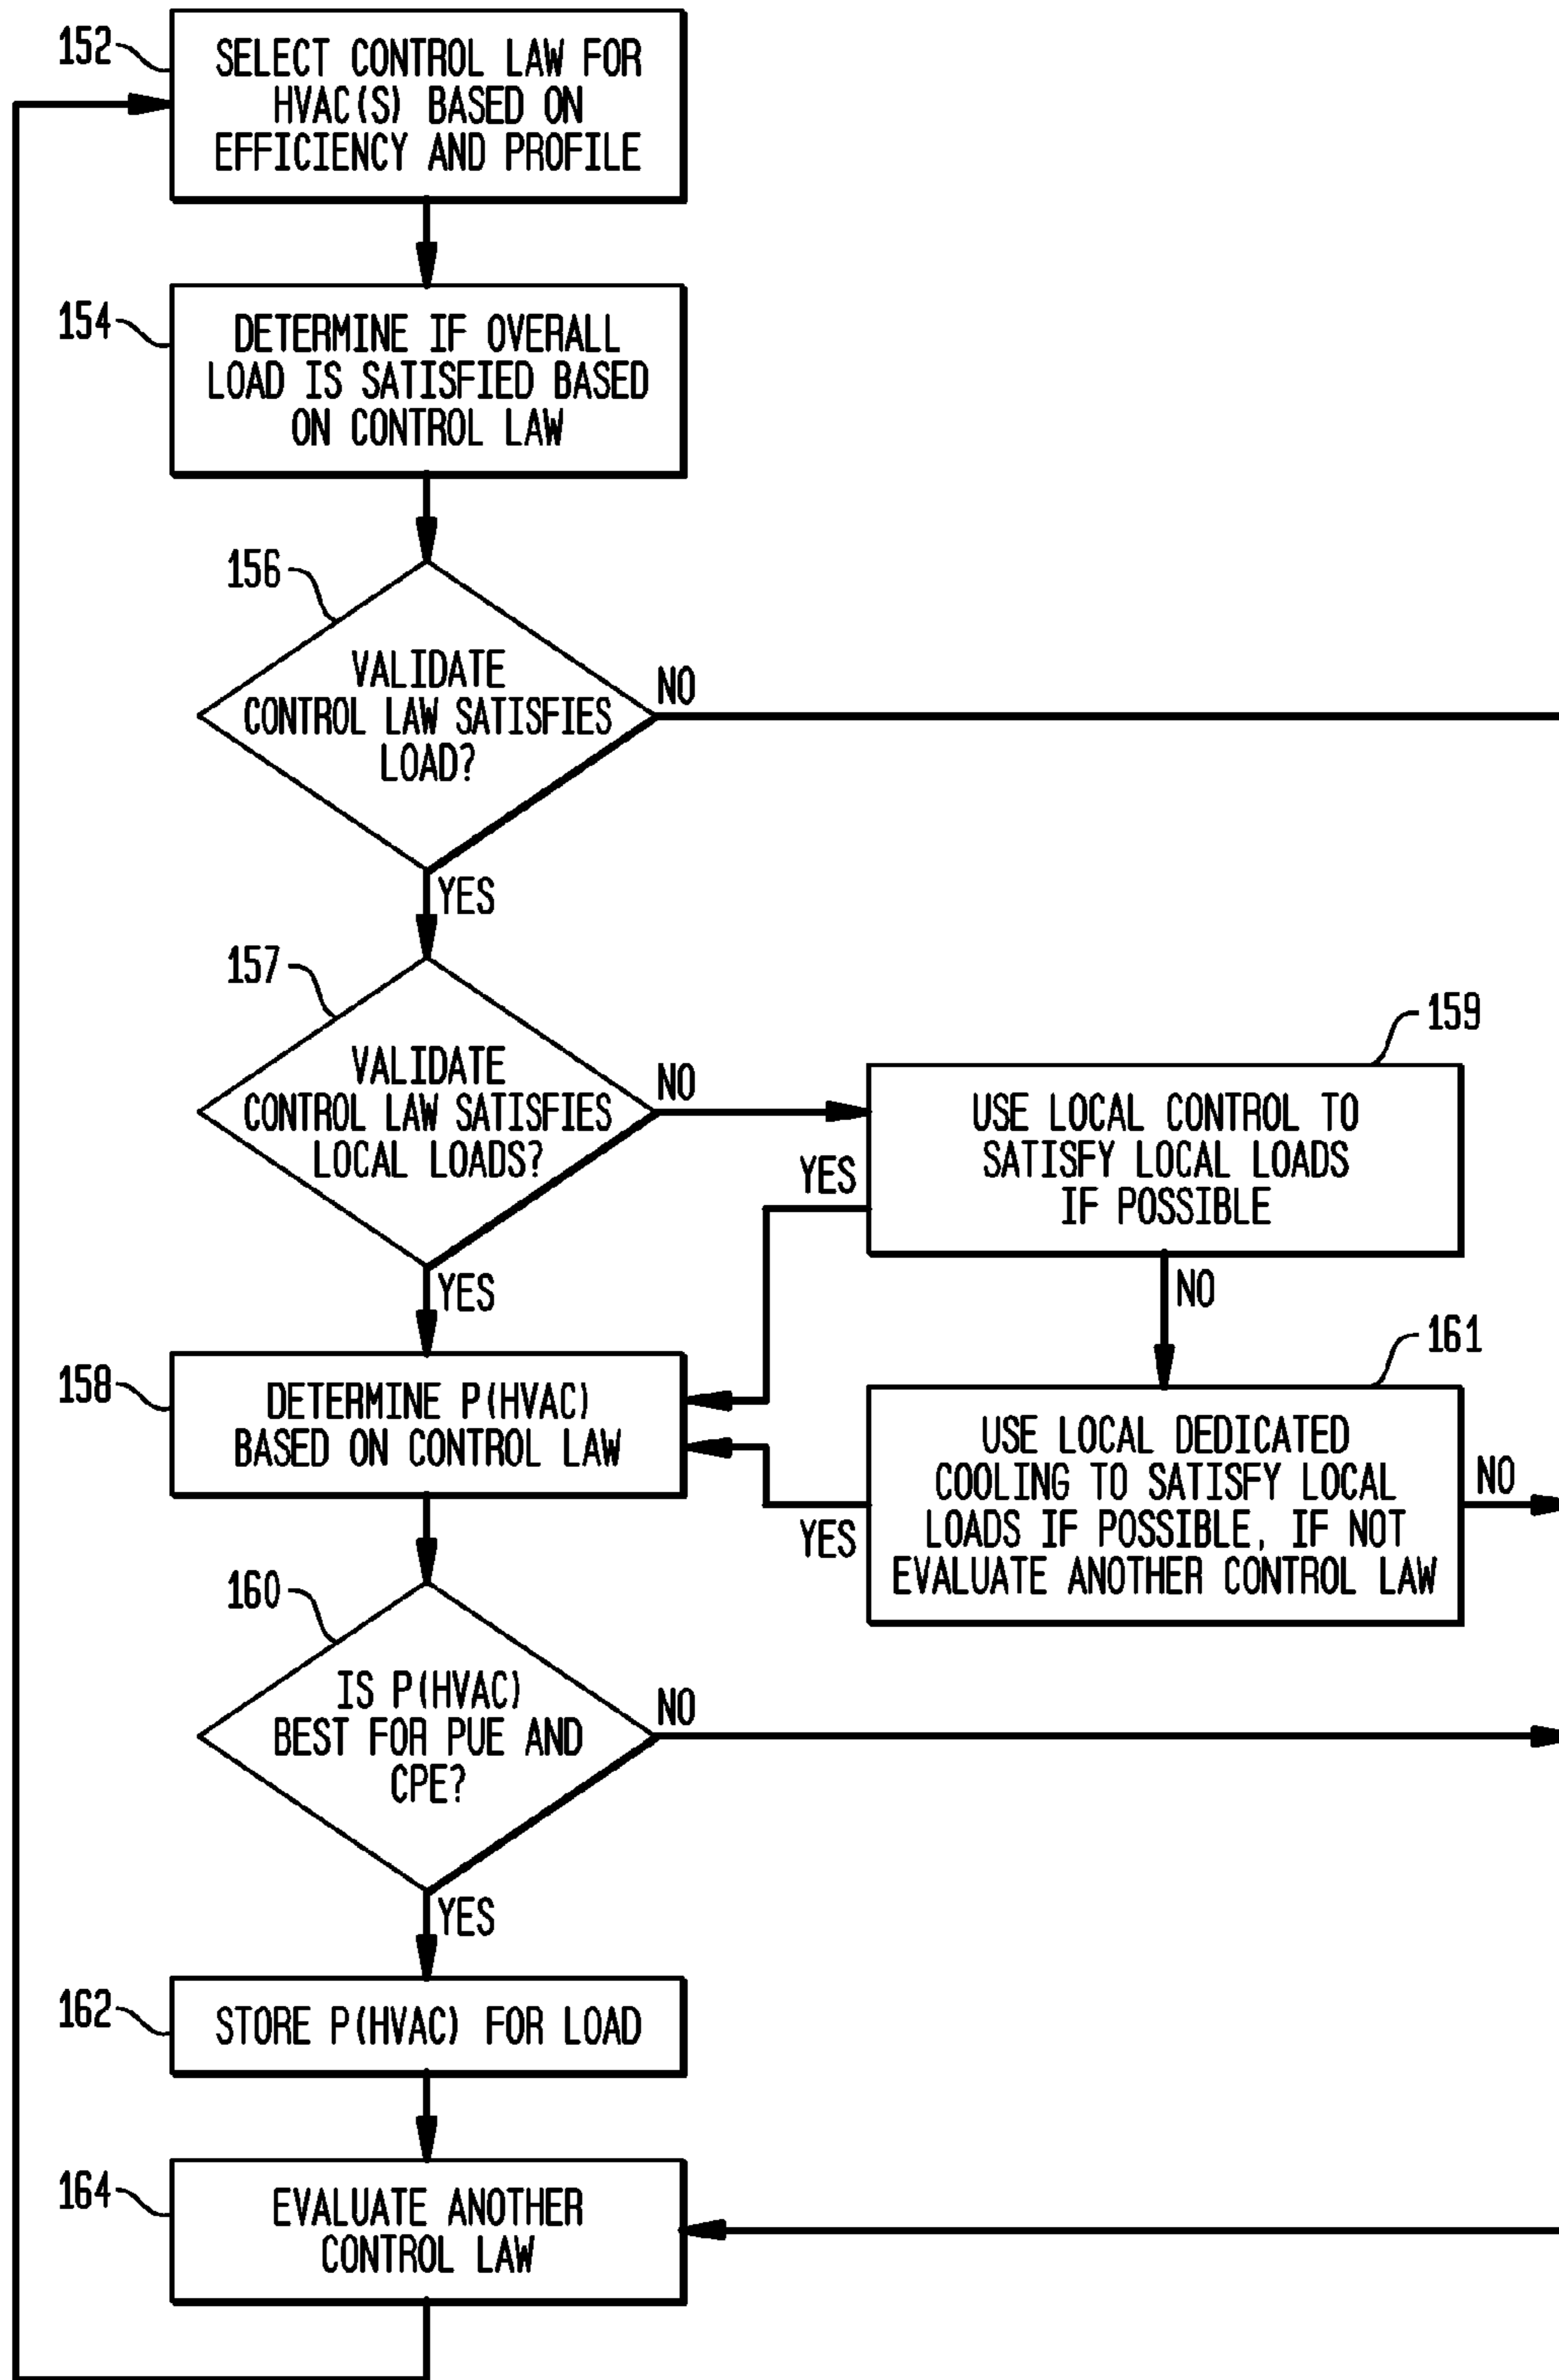 152
SELECT CONTROL LAW FOR
HVAC(S) BASED ON
EFFICIENCY AND PROFILE
154
DETERMINE IF OVERALL
LOAD IS SATISFIED BASED
ON CONTROL LAW
156
VALIDATE
CONTROL LAW SATISFIES
LOAD?
NO
YES
157
VALIDATE
CONTROL LAW SATISFIES
LOCAL LOADS?
NO
YES
159
USE LOCAL CONTROL TO
SATISFY LOCAL LOADS
IF POSSIBLE
YES
NO
158
DETERMINE P(HVAC)
BASED ON CONTROL LAW
161
USE LOCAL DEDICATED
COOLING TO SATISFY LOCAL
LOADS IF POSSIBLE, IF NOT
EVALUATE ANOTHER CONTROL LAW
YES
NO
160
IS P(HVAC)
BEST FOR PUE AND
CPE?
NO
YES
162
STORE P(HVAC) FOR LOAD
164
EVALUATE ANOTHER
CONTROL LAW